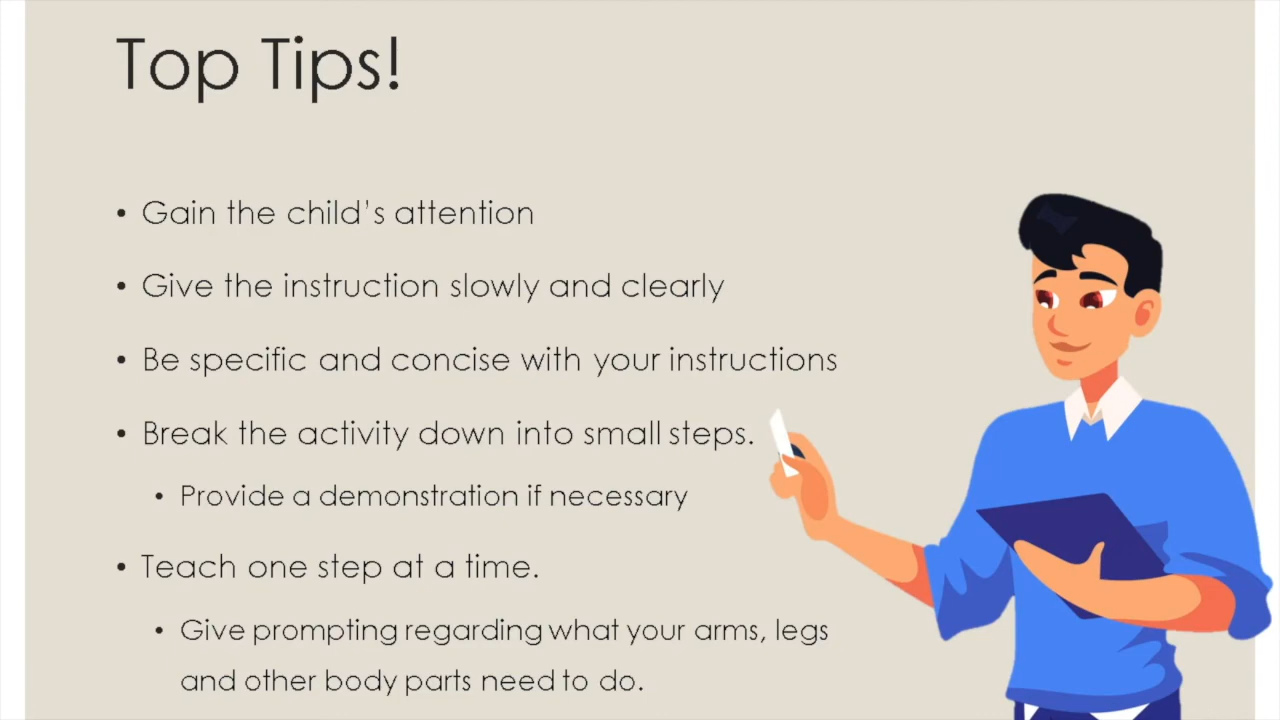 Top Tips!
• Gain the child's attention
• Give the instruction slowly and clearly
• Be specific and concise with your instructions
• Break the activity down into small steps.
• Provide a demonstration if necessary
• Teach one step at a time.
• Give prompting regarding what your arms, legs
and other body parts need to do.